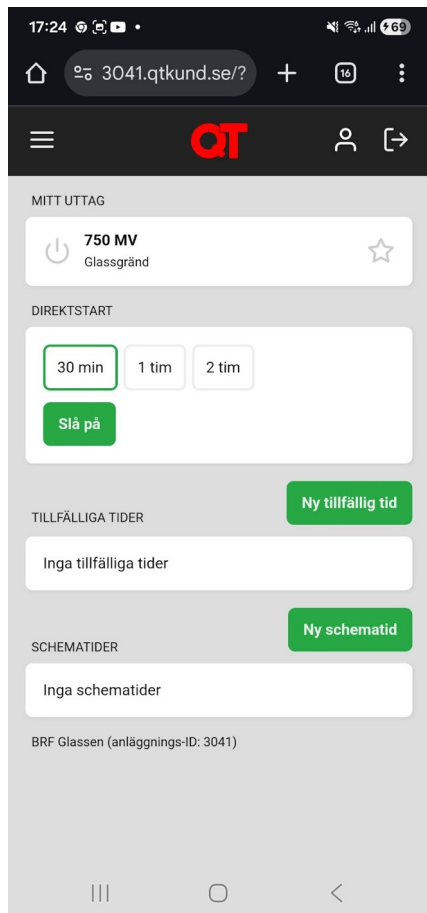 17:24
69
3041.qtkund.se/?
16
QT
MITT UTTAG
750 MV
Glassgränd
DIREKTSTART
30 min
1 tim
2 tim
Slå på
Ny tillfällig tid
TILLFÄLLIGA TIDER
Inga tillfälliga tider
Ny schematid
SCHEMATIDER
Inga schematider
BRF Glassen (anläggnings-ID: 3041)